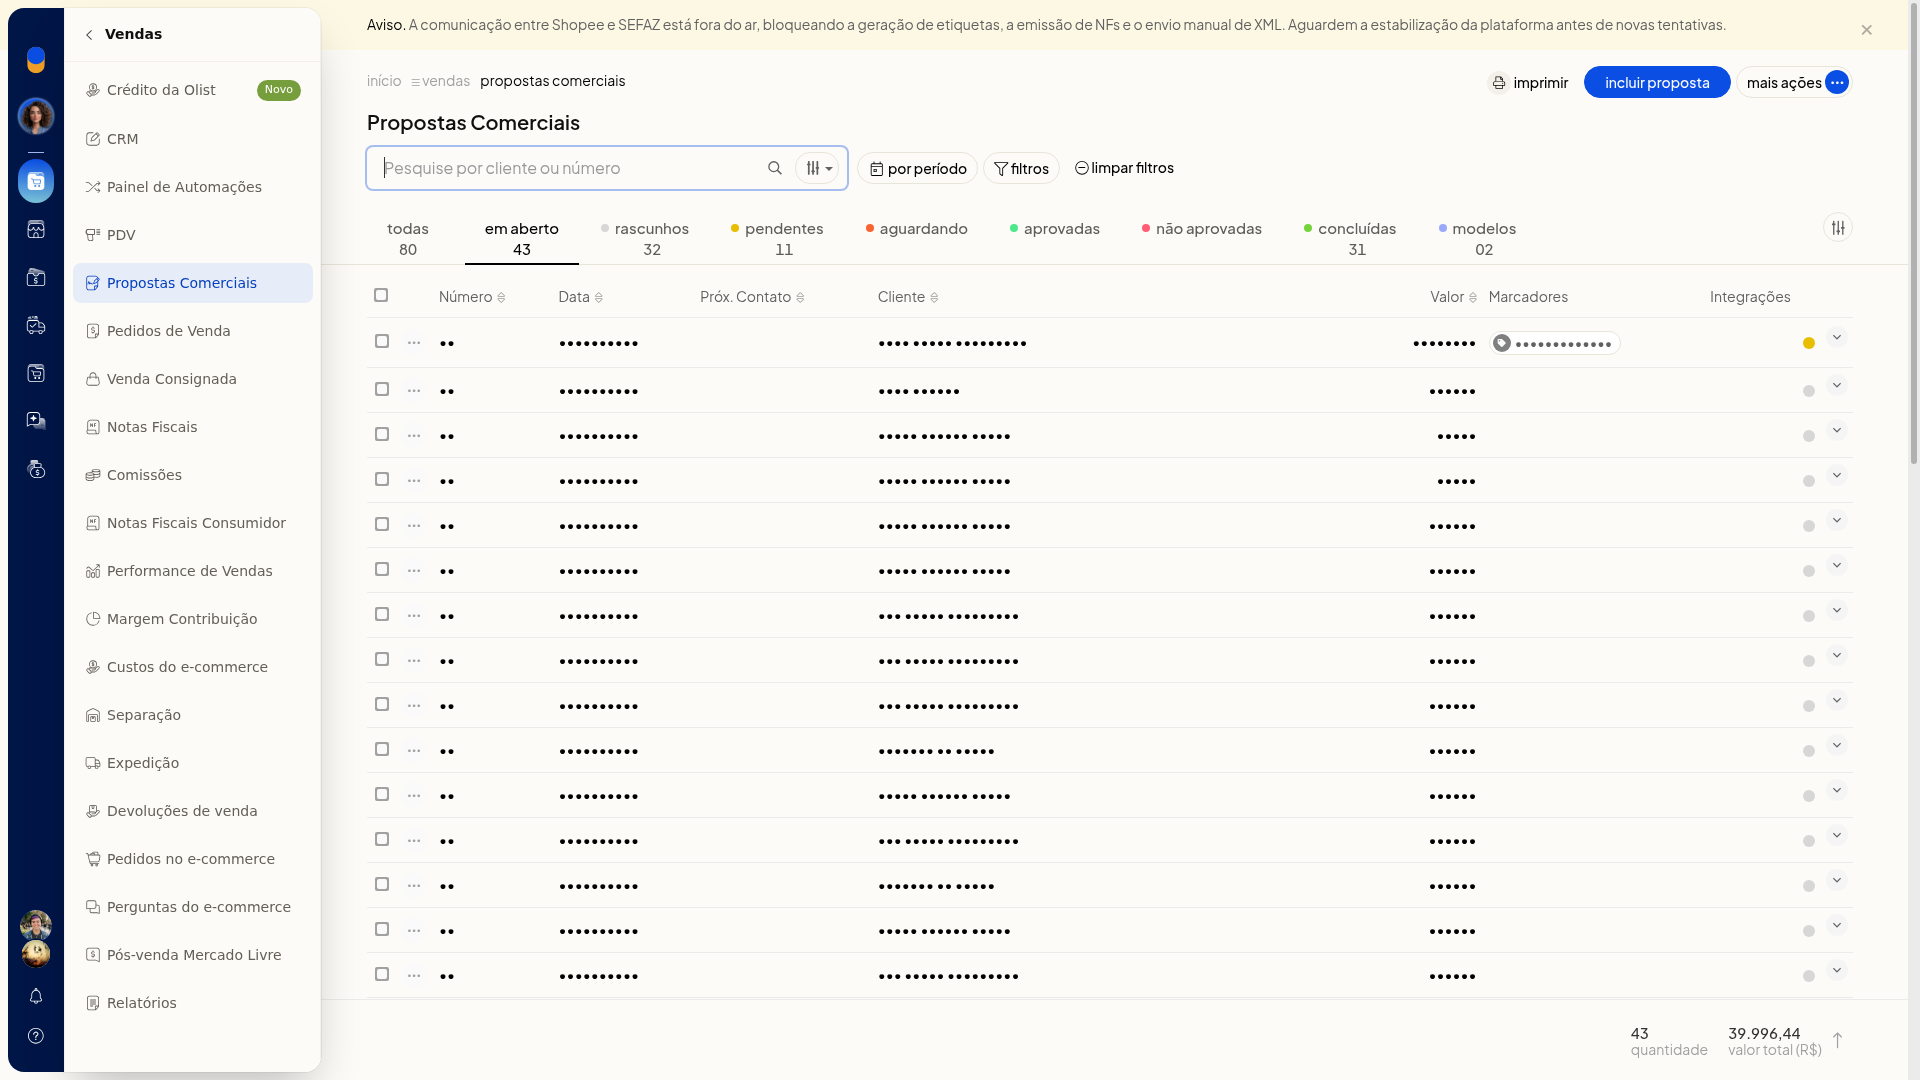 Aviso. A comunicação entre Shopee e SEFAZ está fora do ar, bloqueando a geração de etiquetas, a emissão de NFs e o envio manual de XML. Aguardem a estabilização da plataforma antes de novas tentativas.
Vendas
Crédito da Olist
Novo
CRM
Painel de Automações
PDV
Propostas Comerciais
Pedidos de Venda
Venda Consignada
Notas Fiscais
Comissões
Notas Fiscais Consumidor
Performance de Vendas
Margem Contribuição
Custos do e-commerce
Separação
Expedição
Devoluções de venda
Pedidos no e-commerce
Perguntas do e-commerce
Pós-venda Mercado Livre
Relatórios
início vendas propostas comerciais
imprimir
incluir proposta
mais ações
Propostas Comerciais
Pesquise por cliente ou número
por período
filtros
limpar filtros
todas em aberto rascunhos pendentes aguardando aprovadas não aprovadas concluídas modelos
80 43 32 11 31 02
Número Data Próx. Contato Cliente Valor Marcadores Integrações
43 39.996,44
quantidade valor total (R$)